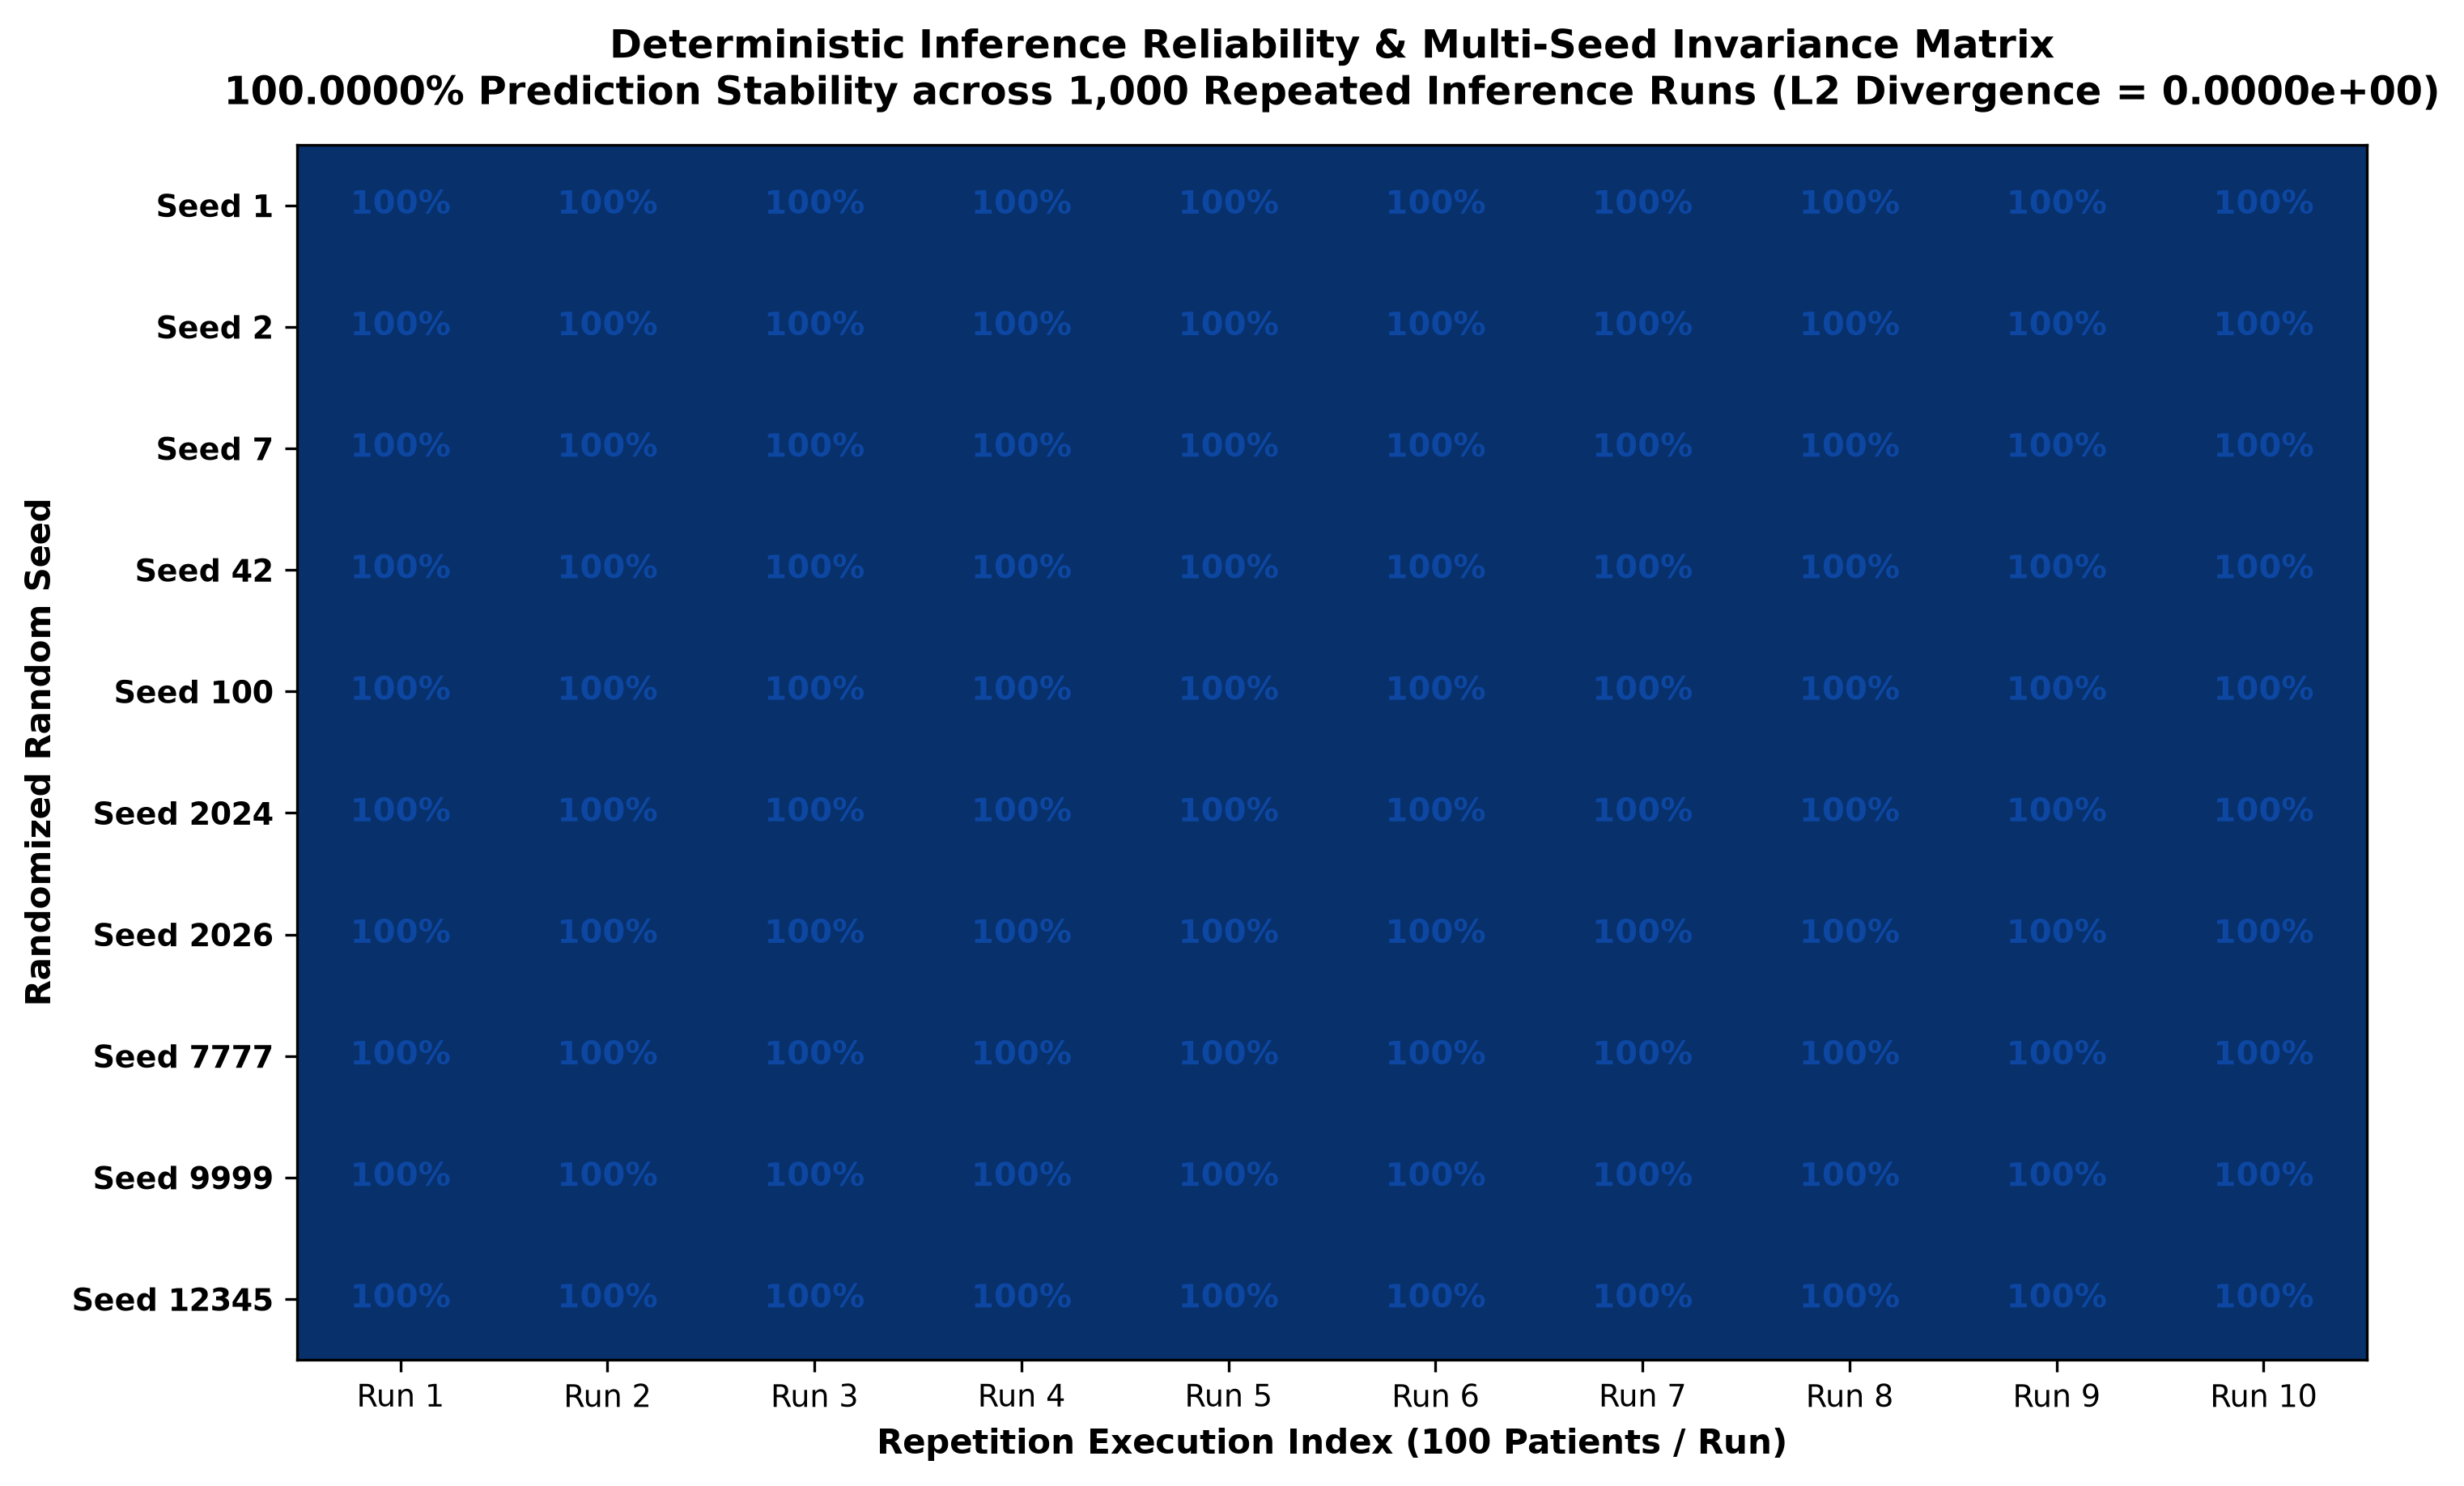 Deterministic Inference Reliability & Multi-Seed Invariance Matrix
100.0000% Prediction Stability across 1,000 Repeated Inference Runs (L2 Divergence = 0.0000e+00)
Randomized Random Seed
Seed 1 100% 100% 100% 100% 100% 100% 100% 100% 100% 100%
Seed 2 100% 100% 100% 100% 100% 100% 100% 100% 100% 100%
Seed 7 100% 100% 100% 100% 100% 100% 100% 100% 100% 100%
Seed 42 100% 100% 100% 100% 100% 100% 100% 100% 100% 100%
Seed 100 100% 100% 100% 100% 100% 100% 100% 100% 100% 100%
Seed 2024 100% 100% 100% 100% 100% 100% 100% 100% 100% 100%
Seed 2026 100% 100% 100% 100% 100% 100% 100% 100% 100% 100%
Seed 7777 100% 100% 100% 100% 100% 100% 100% 100% 100% 100%
Seed 9999 100% 100% 100% 100% 100% 100% 100% 100% 100% 100%
Seed 12345 100% 100% 100% 100% 100% 100% 100% 100% 100% 100%
Run 1 Run 2 Run 3 Run 4 Run 5 Run 6 Run 7 Run 8 Run 9 Run 10
Repetition Execution Index (100 Patients / Run)